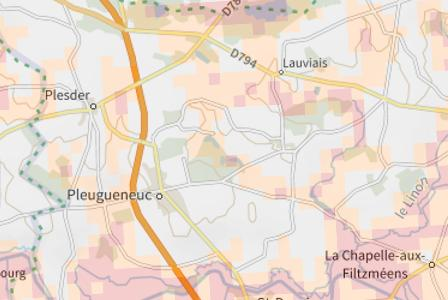 D794
Lauviais
Plesder
Pleugueneuc
le Linon
La Chapelle-aux-
Filtzméens